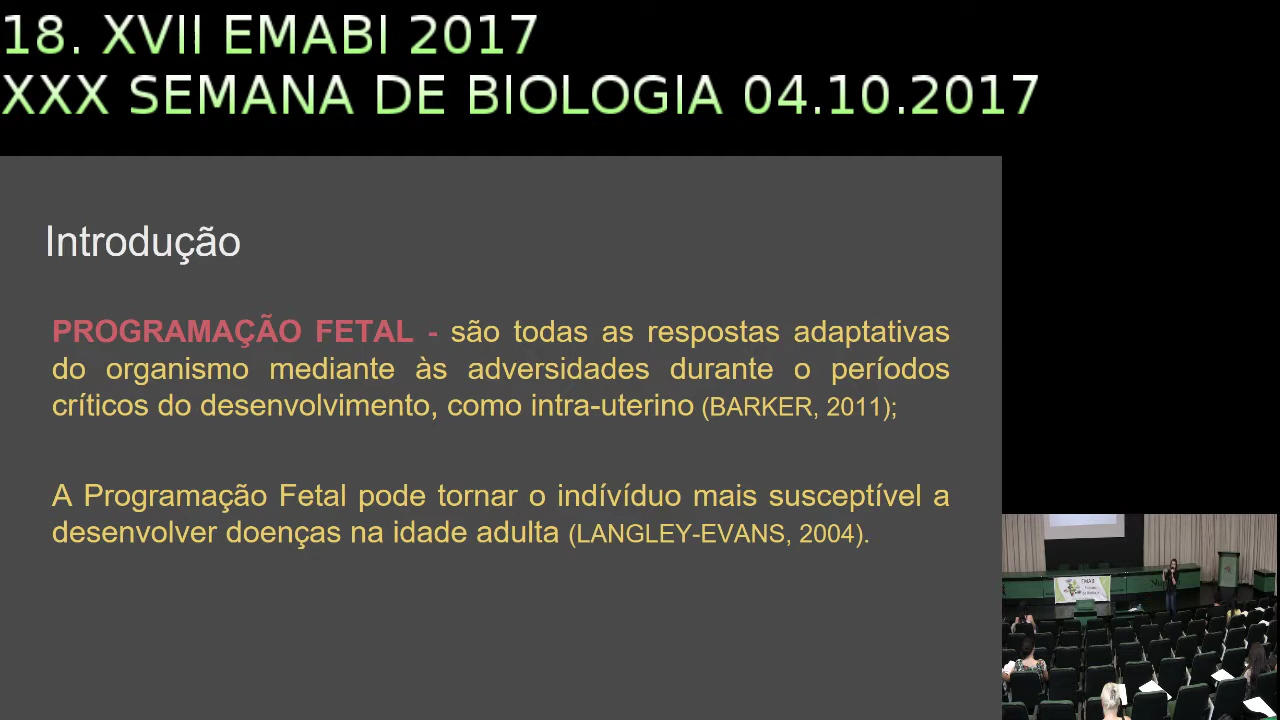 18. XVII EMABI 2017
XXX SEMANA DE BIOLOGIA 04.10.2017
Introdução
PROGRAMAÇÃO FETAL - são todas as respostas adaptativas
do organismo mediante às adversidades durante o períodos
críticos do desenvolvimento, como intra-uterino (BARKER, 2011);
A Programação Fetal pode tornar o indívíduo mais susceptível a
desenvolver doenças na idade adulta (LANGLEY-EVANS, 2004).
EMABI